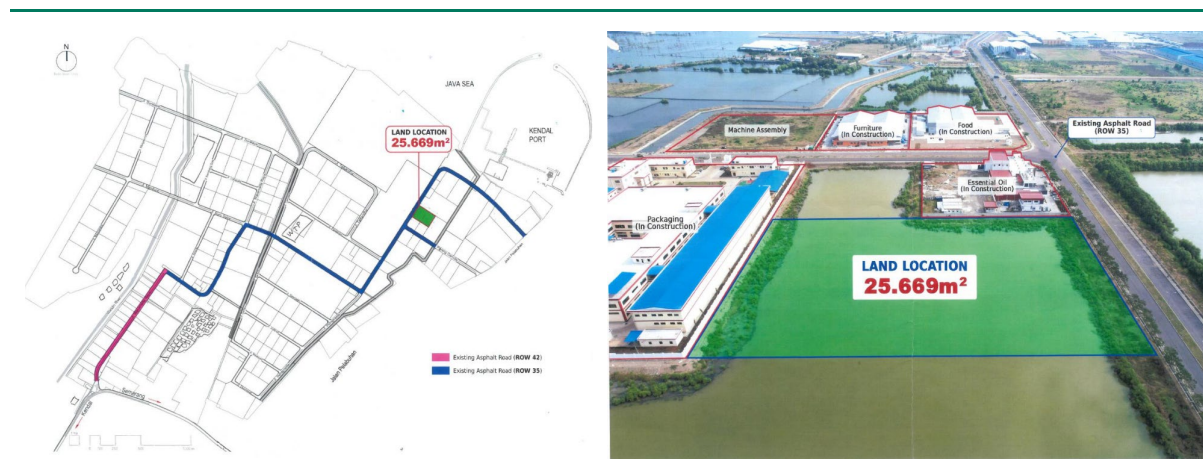 N
JAVA SEA
KENDAL
PORT
LAND LOCATION
25.669m²
WTP
Jalan Pelabuhan
Existing Asphalt Road (ROW 42)
Existing Asphalt Road (ROW 35)
Semarang
Kendal
Machine Assembly
Furniture
(In Construction)
Food
(In Construction)
Existing Asphalt Road
(ROW 35)
Essential Oil
(In Construction)
Packaging
(In Construction)
LAND LOCATION
25.669m²